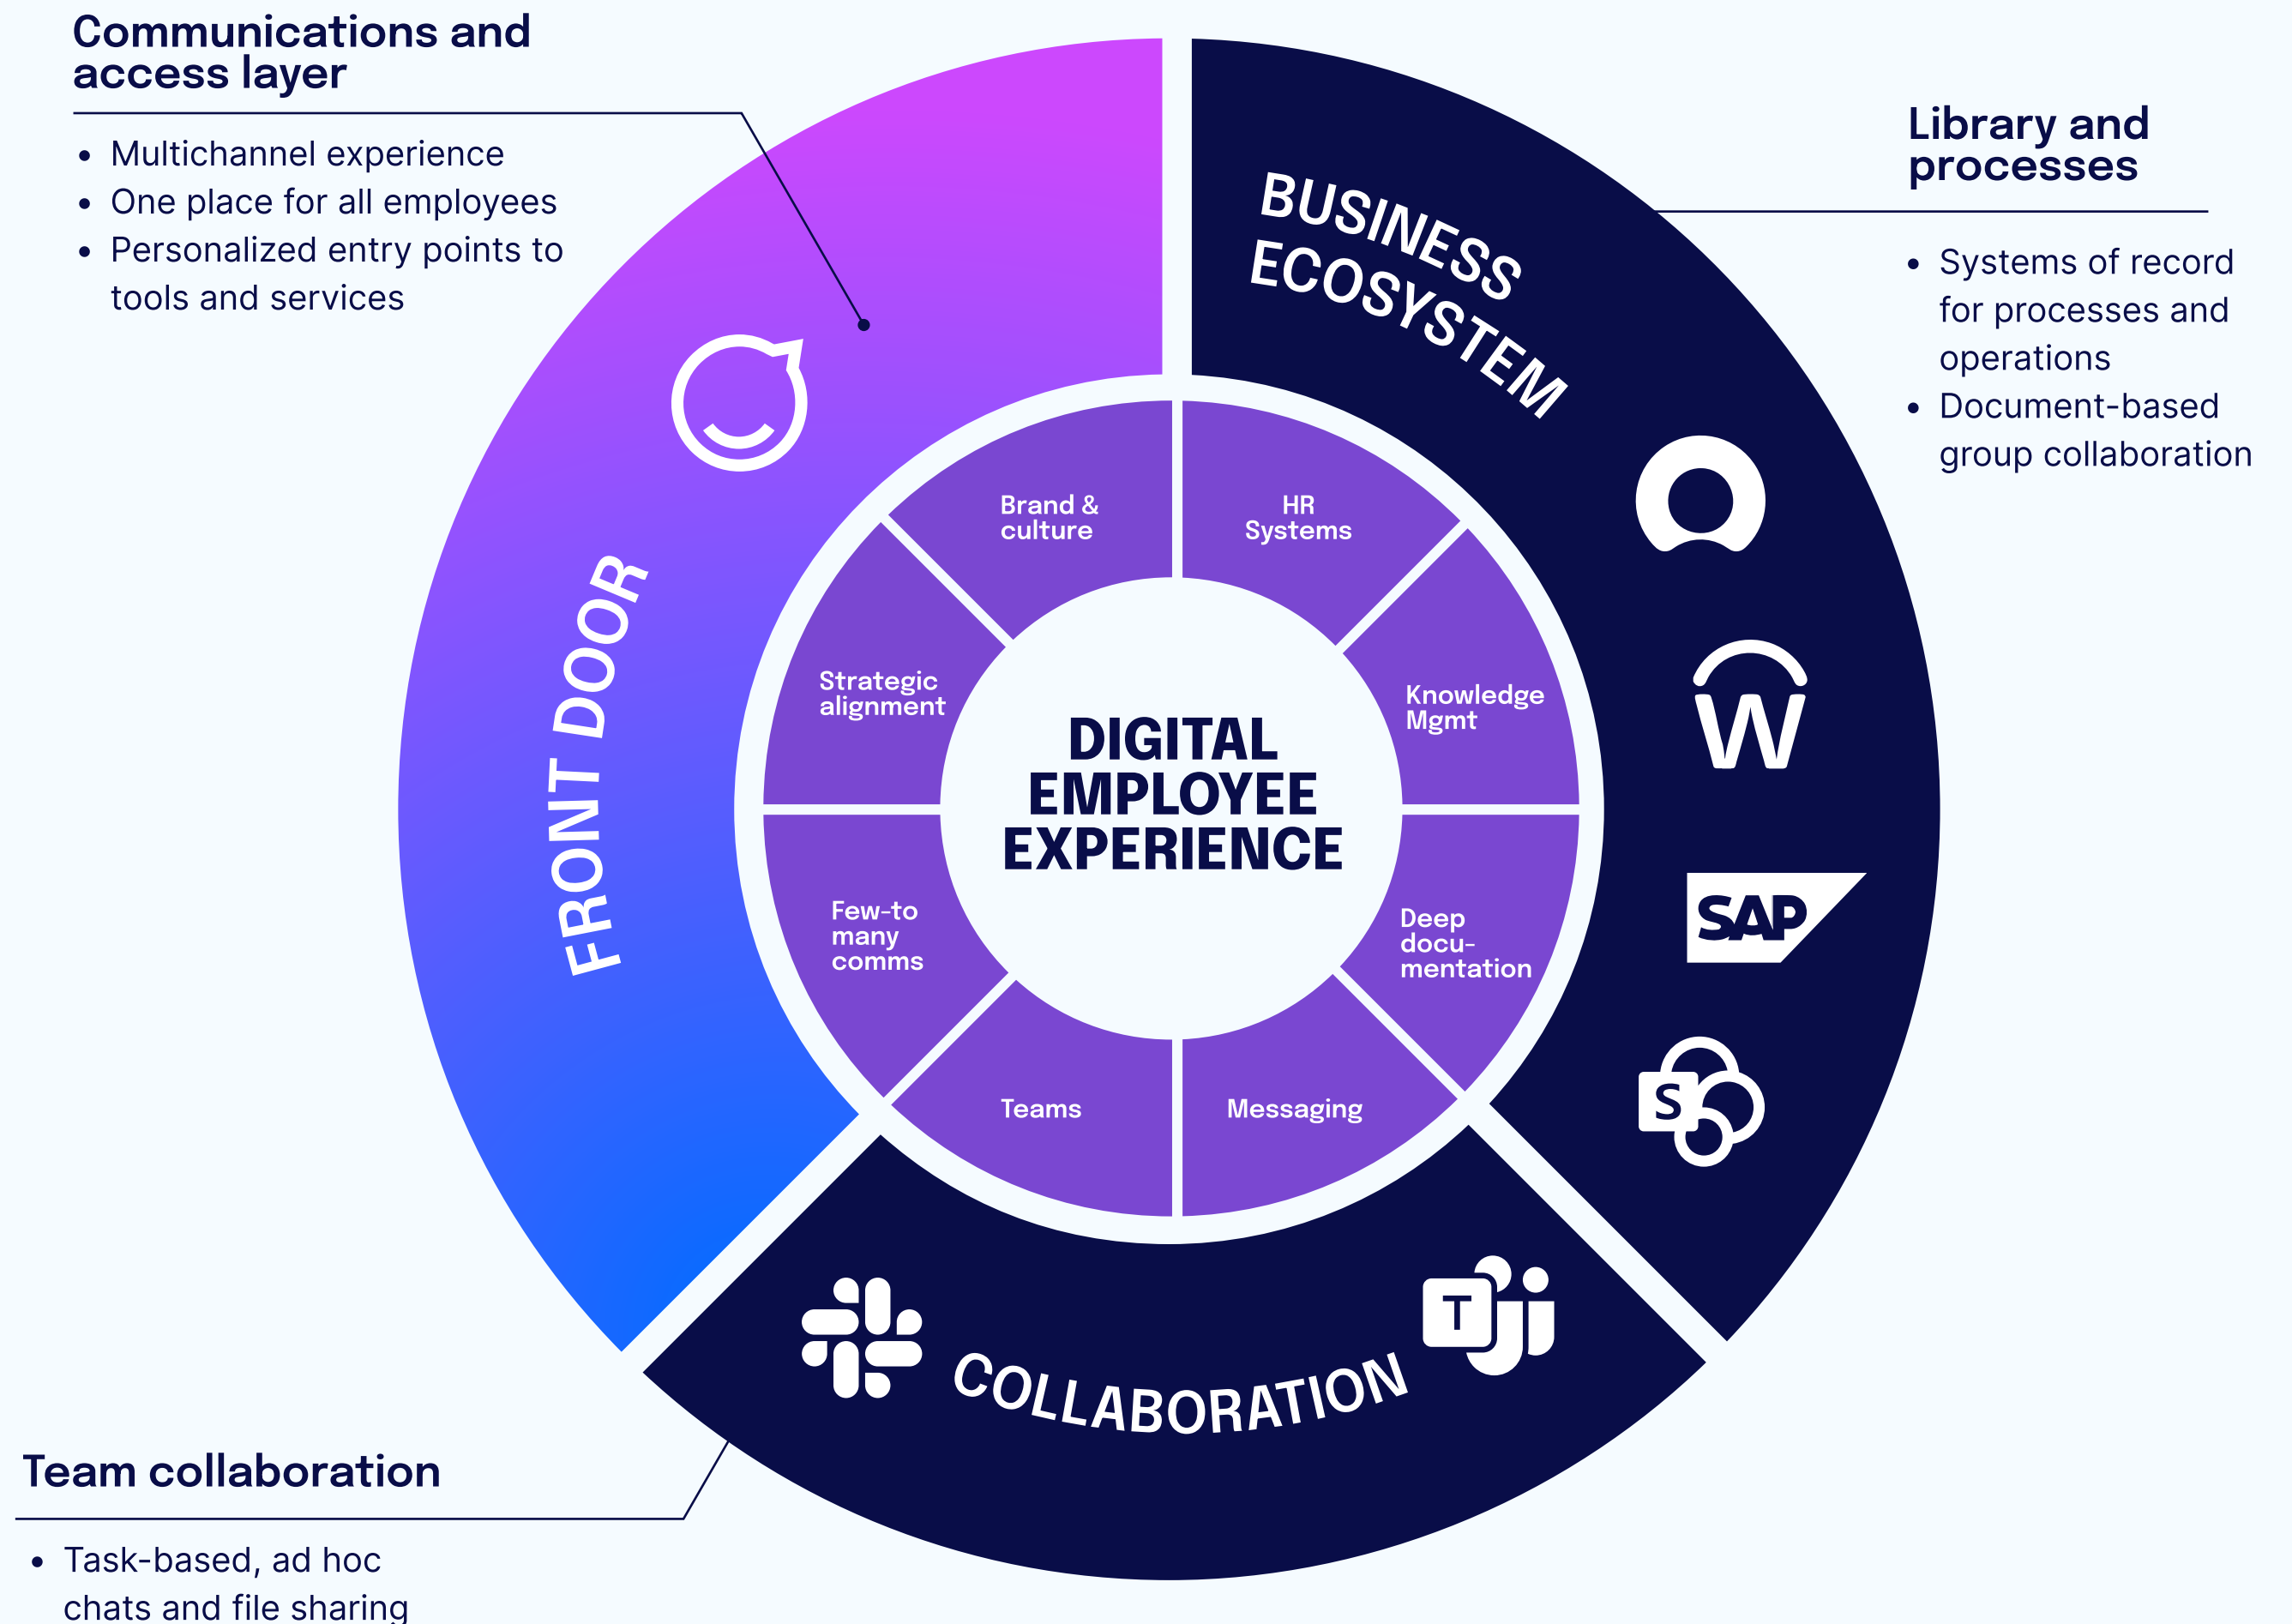 Communications and
access layer
• Multichannel experience
• One place for all employees
• Personalized entry points to
tools and services
Library and
processes
• Systems of record
for processes and
operations
• Document-based
group collaboration
BUSINESS
ECOSYSTEM
FRONT DOOR
Brand &
culture
HR
Systems
Strategic
alignment
Knowledge
Mgmt
DIGITAL
EMPLOYEE
EXPERIENCE
Few-to
many
comms
Deep
docu-
mentation
Teams
Messaging
W
SAP
S
T
COLLABORATION
Team collaboration
• Task-based, ad hoc
chats and file sharing